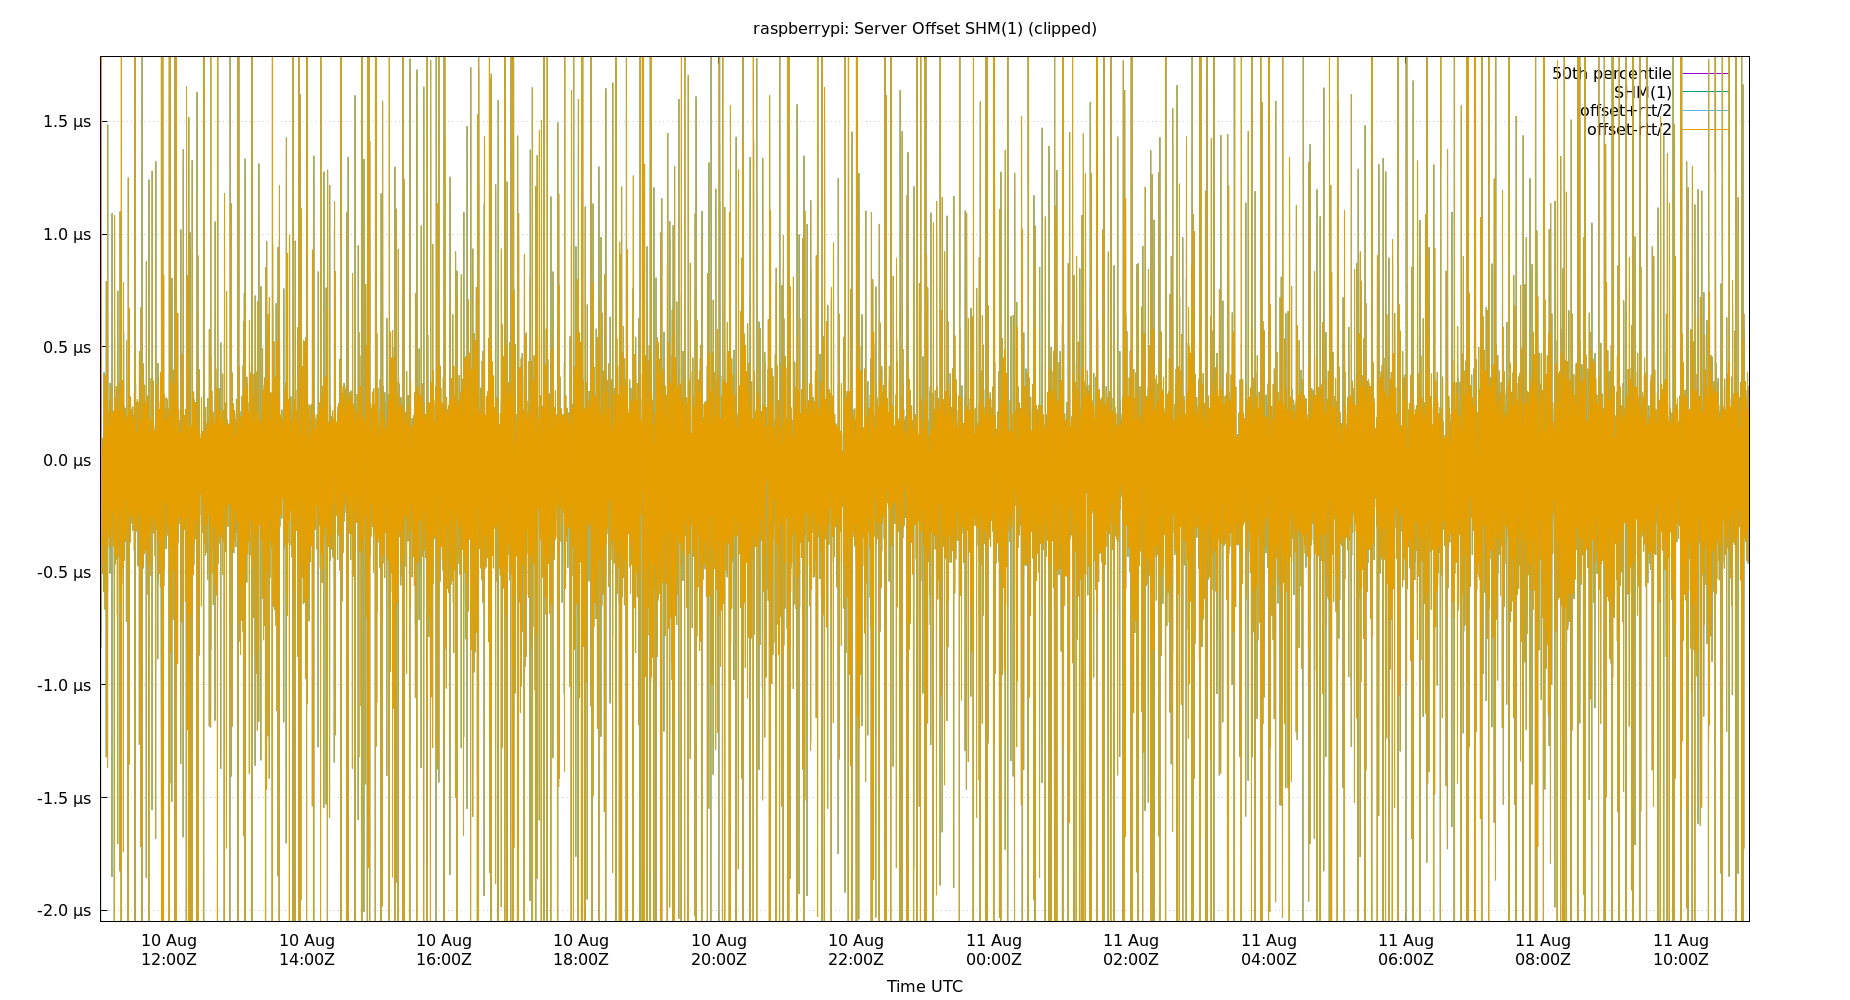 raspberrypi: Server Offset SHM(1) (clipped)
50th percentile
SHM(1)
offset+rtt/2
offset-rtt/2
1.5 µs
1.0 µs
0.5 µs
0.0 µs
-0.5 µs
-1.0 µs
-1.5 µs
-2.0 µs
10 Aug 10 Aug 10 Aug 10 Aug 10 Aug 10 Aug 11 Aug 11 Aug 11 Aug 11 Aug 11 Aug 11 Aug
12:00Z 14:00Z 16:00Z 18:00Z 20:00Z 22:00Z 00:00Z 02:00Z 04:00Z 06:00Z 08:00Z 10:00Z
Time UTC